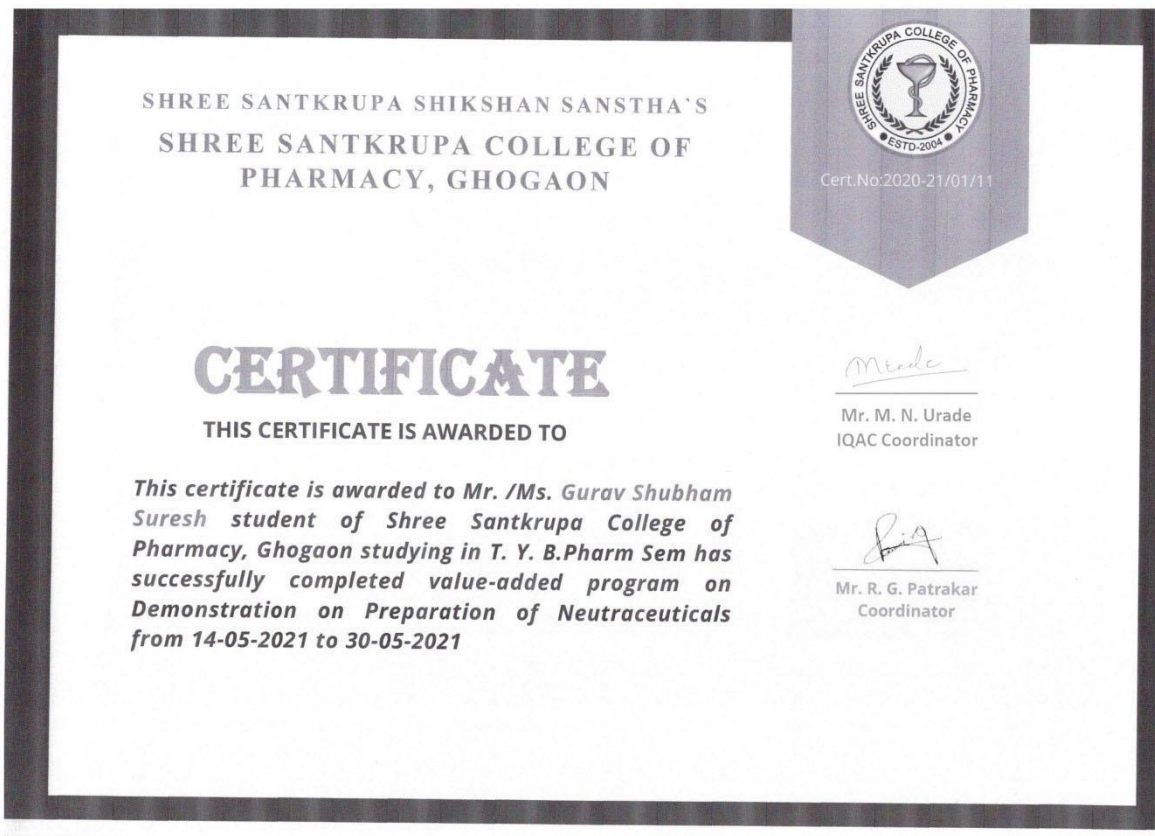 SHREE SANTKRUPA SHIKSHAN SANSTHA`S
SHREE SANTKRUPA COLLEGE OF
PHARMACY, GHOGAON
SHREE SANTKRUPA COLLEGE OF PHARMACY
ESTD-2004
Cert.No:2020-21/01/11
CERTIFICATE
THIS CERTIFICATE IS AWARDED TO
This certificate is awarded to Mr. /Ms. Gurav Shubham
Suresh student of Shree Santkrupa College of
Pharmacy, Ghogaon studying in T. Y. B.Pharm Sem has
successfully completed value-added program on
Demonstration on Preparation of Neutraceuticals
from 14-05-2021 to 30-05-2021
Mr. M. N. Urade
IQAC Coordinator
Mr. R. G. Patrakar
Coordinator